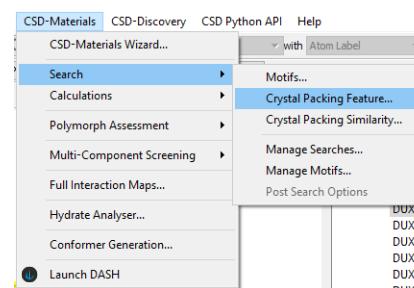 CSD-Materials CSD-Discovery CSD Python API Help
CSD-Materials Wizard...
with Atom Label
Search
Motifs...
Calculations
Crystal Packing Feature...
Crystal Packing Similarity...
Polymorph Assessment
Multi-Component Screening
Manage Searches...
Manage Motifs...
Full Interaction Maps...
Post Search Options
Hydrate Analyser...
DUX
DUX
Conformer Generation...
DUX
DUX
Launch DASH
DUX